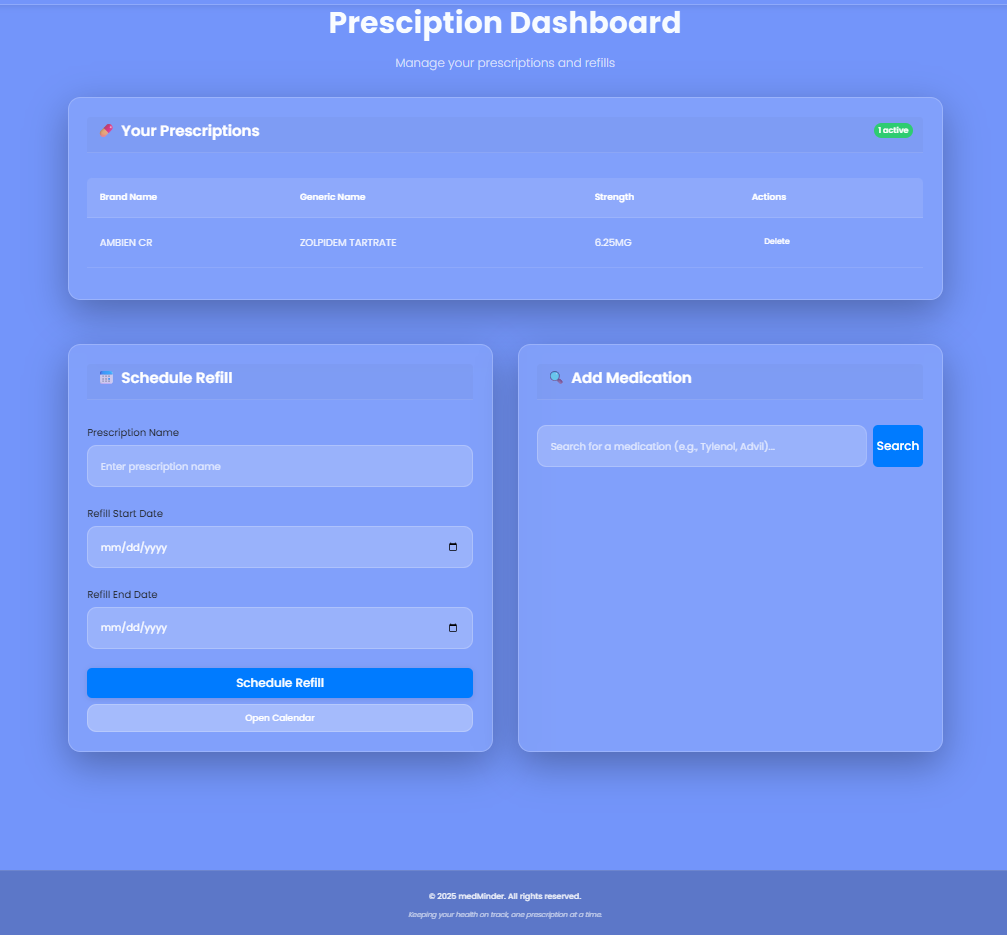 Presciption Dashboard
Manage your prescriptions and refills
Your Prescriptions
1 active
Brand Name Generic Name Strength Actions
AMBIEN CR ZOLPIDEM TARTRATE 6.25MG Delete
Schedule Refill
Prescription Name
Enter prescription name
Refill Start Date
mm/dd/yyyy
Refill End Date
mm/dd/yyyy
Schedule Refill
Open Calendar
Add Medication
Search for a medication (e.g., Tylenol, Advil)...
Search
© 2025 medMinder. All rights reserved.
Keeping your health on track, one prescription at a time.